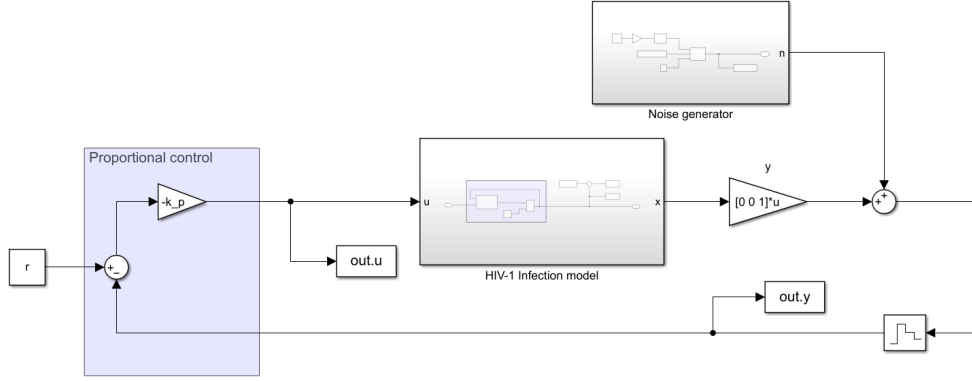 n
Noise generator
Proportional control
y
-k_p
u
x
[0 0 1]*u
+
+
r
+
_
out.u
HIV-1 Infection model
out.y